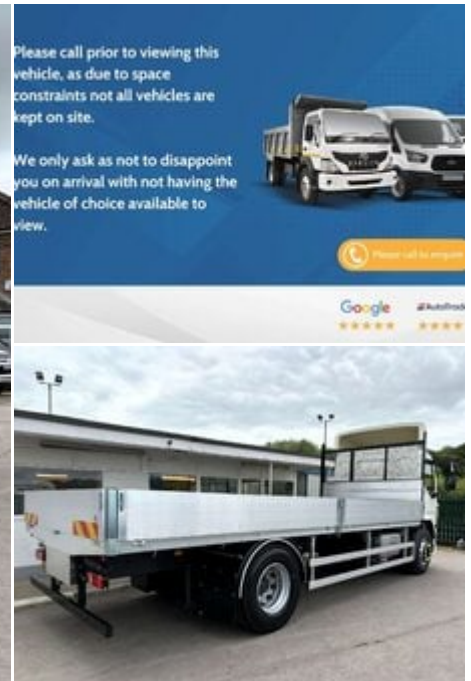 Please call prior to viewing this
vehicle, as due to space
constraints not all vehicles are
kept on site.
We only ask as not to disappoint
you on arrival with not having the
vehicle of choice available to
view.
Please call to enquire
Google
AutoTrad